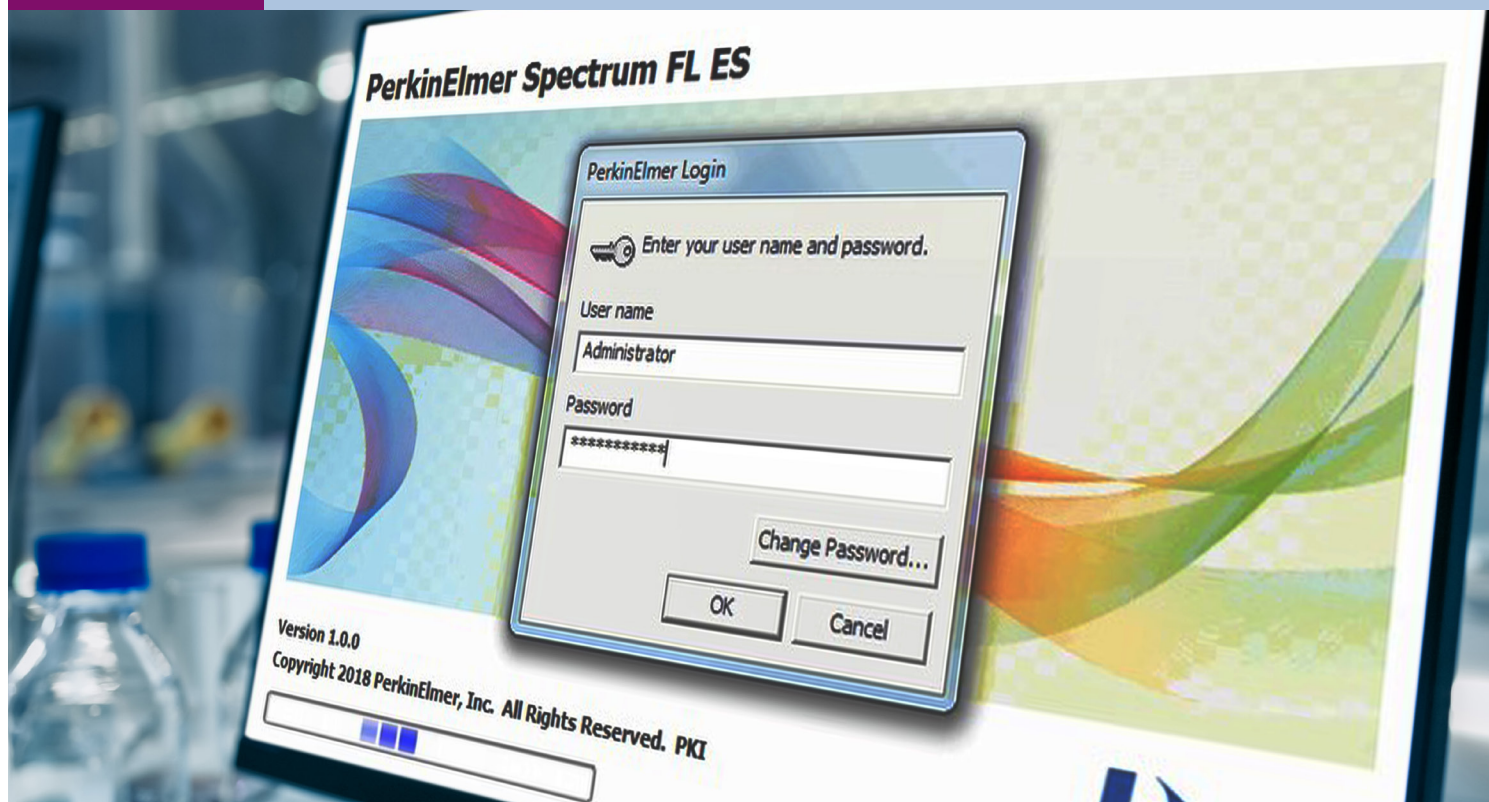 PerkinElmer Spectrum FL ES
PerkinElmer Login
Enter your user name and password.
User name
Administrator
Password
***********
Change Password...
OK
Cancel
Version 1.0.0
Copyright 2018 PerkinElmer, Inc. All Rights Reserved. PKI